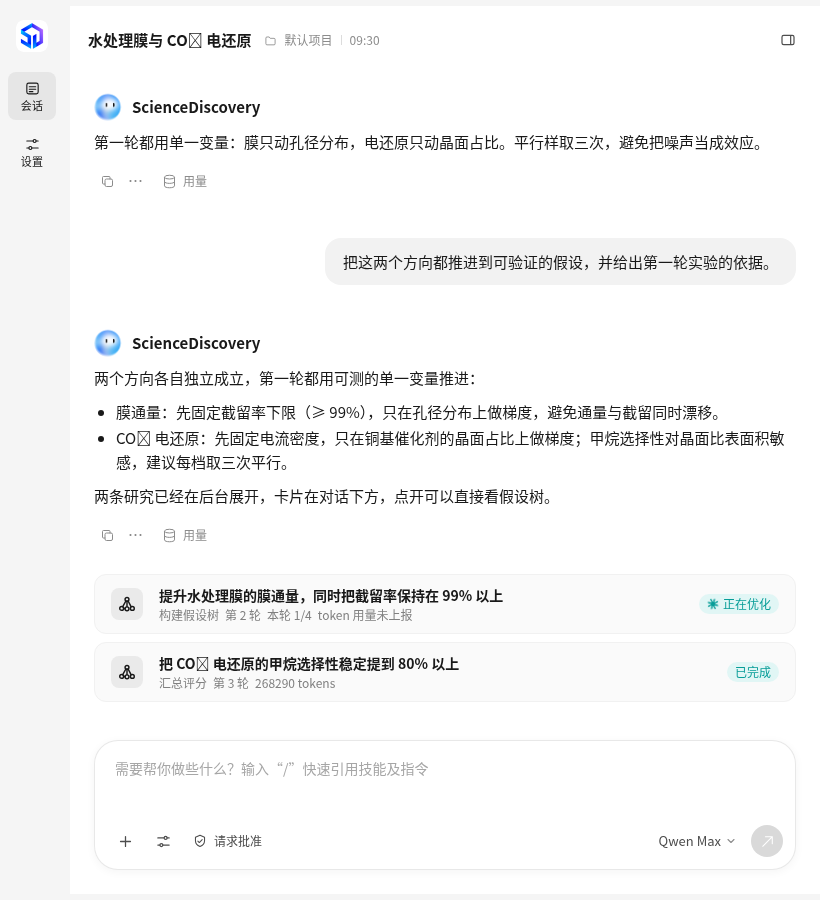 水处理膜与 CO 电还原 默认项目 09:30
会话
设置
ScienceDiscovery
第一轮都用单一变量：膜只动孔径分布，电还原只动晶面占比。平行样取三次，避免把噪声当成效应。
用量
把这两个方向都推进到可验证的假设，并给出第一轮实验的依据。
ScienceDiscovery
两个方向各自独立成立，第一轮都用可测的单一变量推进：
膜通量：先固定截留率下限（≥ 99%），只在孔径分布上做梯度，避免通量与截留同时漂移。
CO 电还原：先固定电流密度，只在铜基催化剂的晶面占比上做梯度；甲烷选择性对晶面比表面积敏
感，建议每档取三次平行。
两条研究已经在后台展开，卡片在对话下方，点开可以直接看假设树。
用量
提升水处理膜的膜通量，同时把截留率保持在 99% 以上
构建假设树 第 2 轮 本轮 1/4 token 用量未上报
正在优化
把 CO 电还原的甲烷选择性稳定提到 80% 以上
汇总评分 第 3 轮 268290 tokens
已完成
需要帮你做些什么？输入“/”快速引用技能及指令
请求批准
Qwen Max